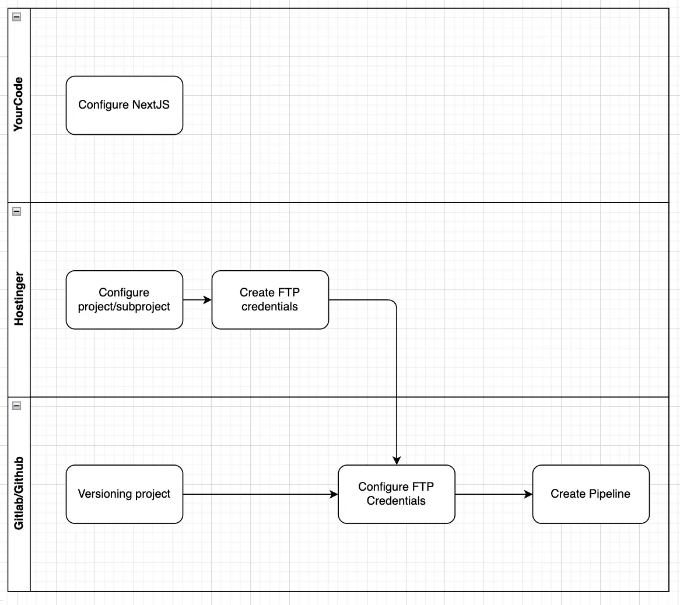 YourCode
Configure NextJS
Hostinger
Configure
project/subproject
Create FTP
credentials
Gitlab/Github
Versioning project
Configure FTP
Credentials
Create Pipeline